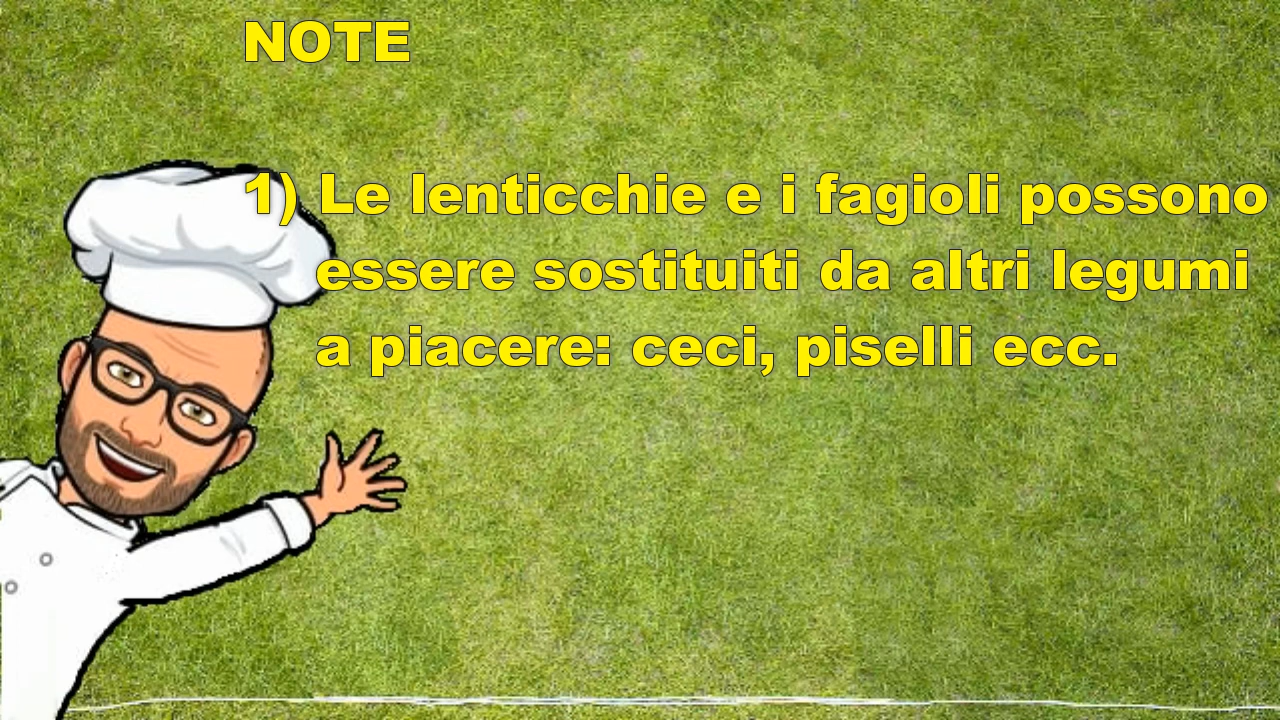 NOTE
1) Le lenticchie e i fagioli possono
essere sostituiti da altri legumi
a piacere: ceci, piselli ecc.